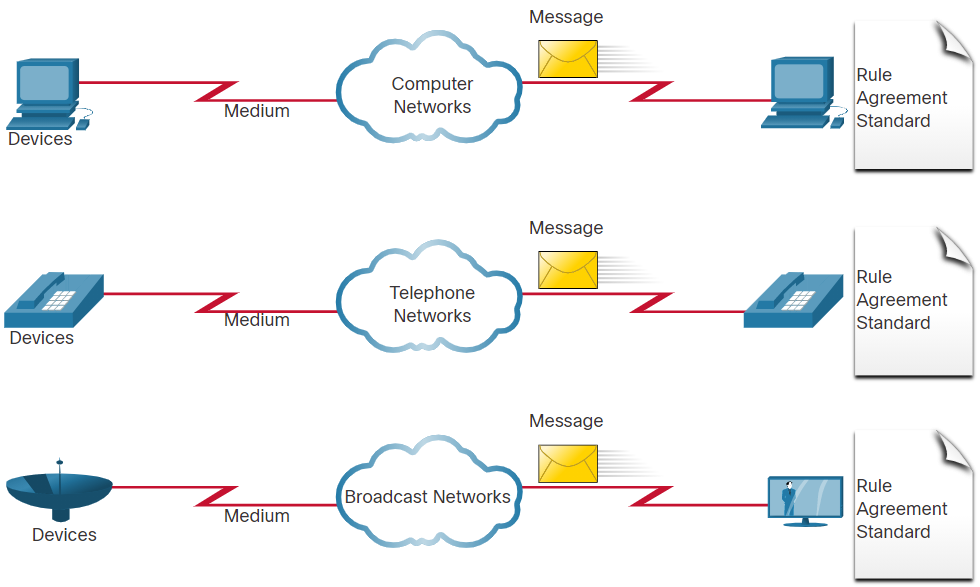 Message
Computer
Networks
Medium
Devices
Rule
Agreement
Standard
Message
Telephone
Networks
Medium
Devices
Rule
Agreement
Standard
Message
Broadcast Networks
Medium
Devices
Rule
Agreement
Standard